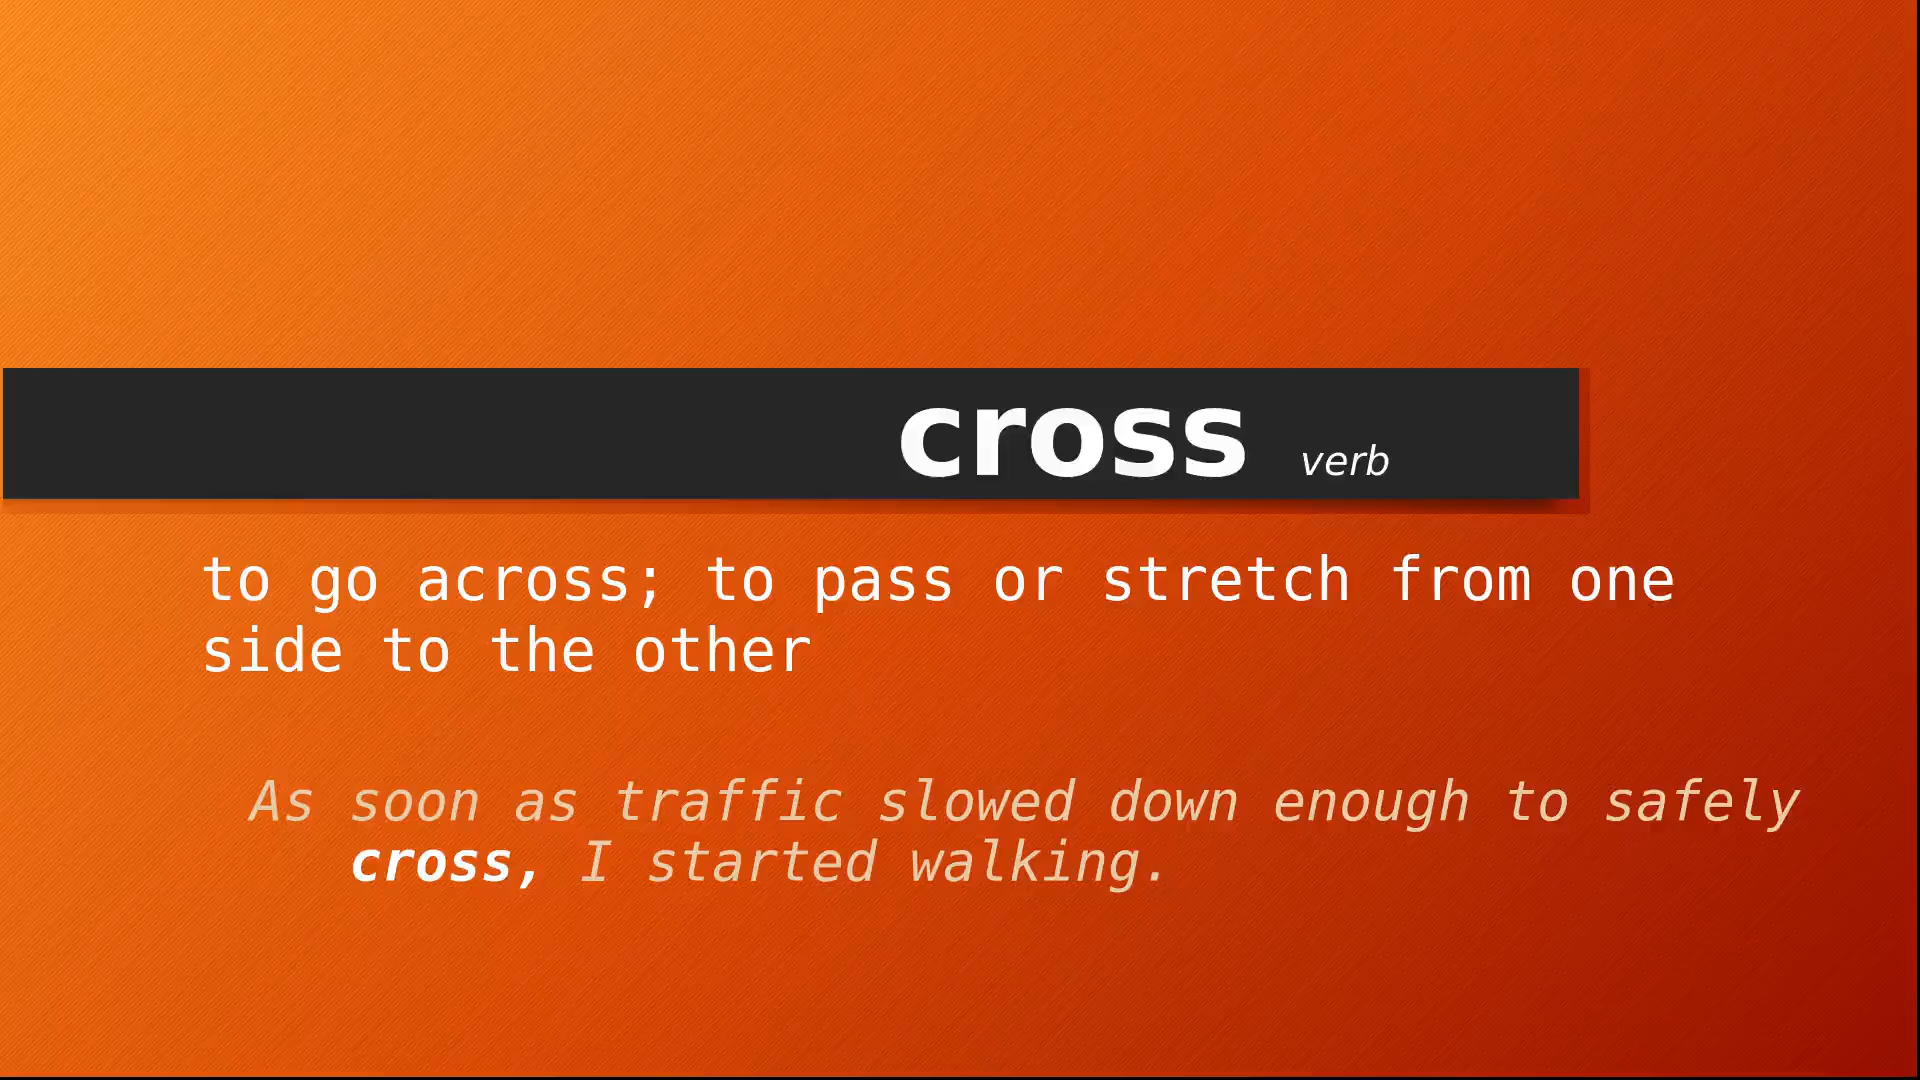 cross verb
to go across; to pass or stretch from one
side to the other
As soon as traffic slowed down enough to safely
cross, I started walking.